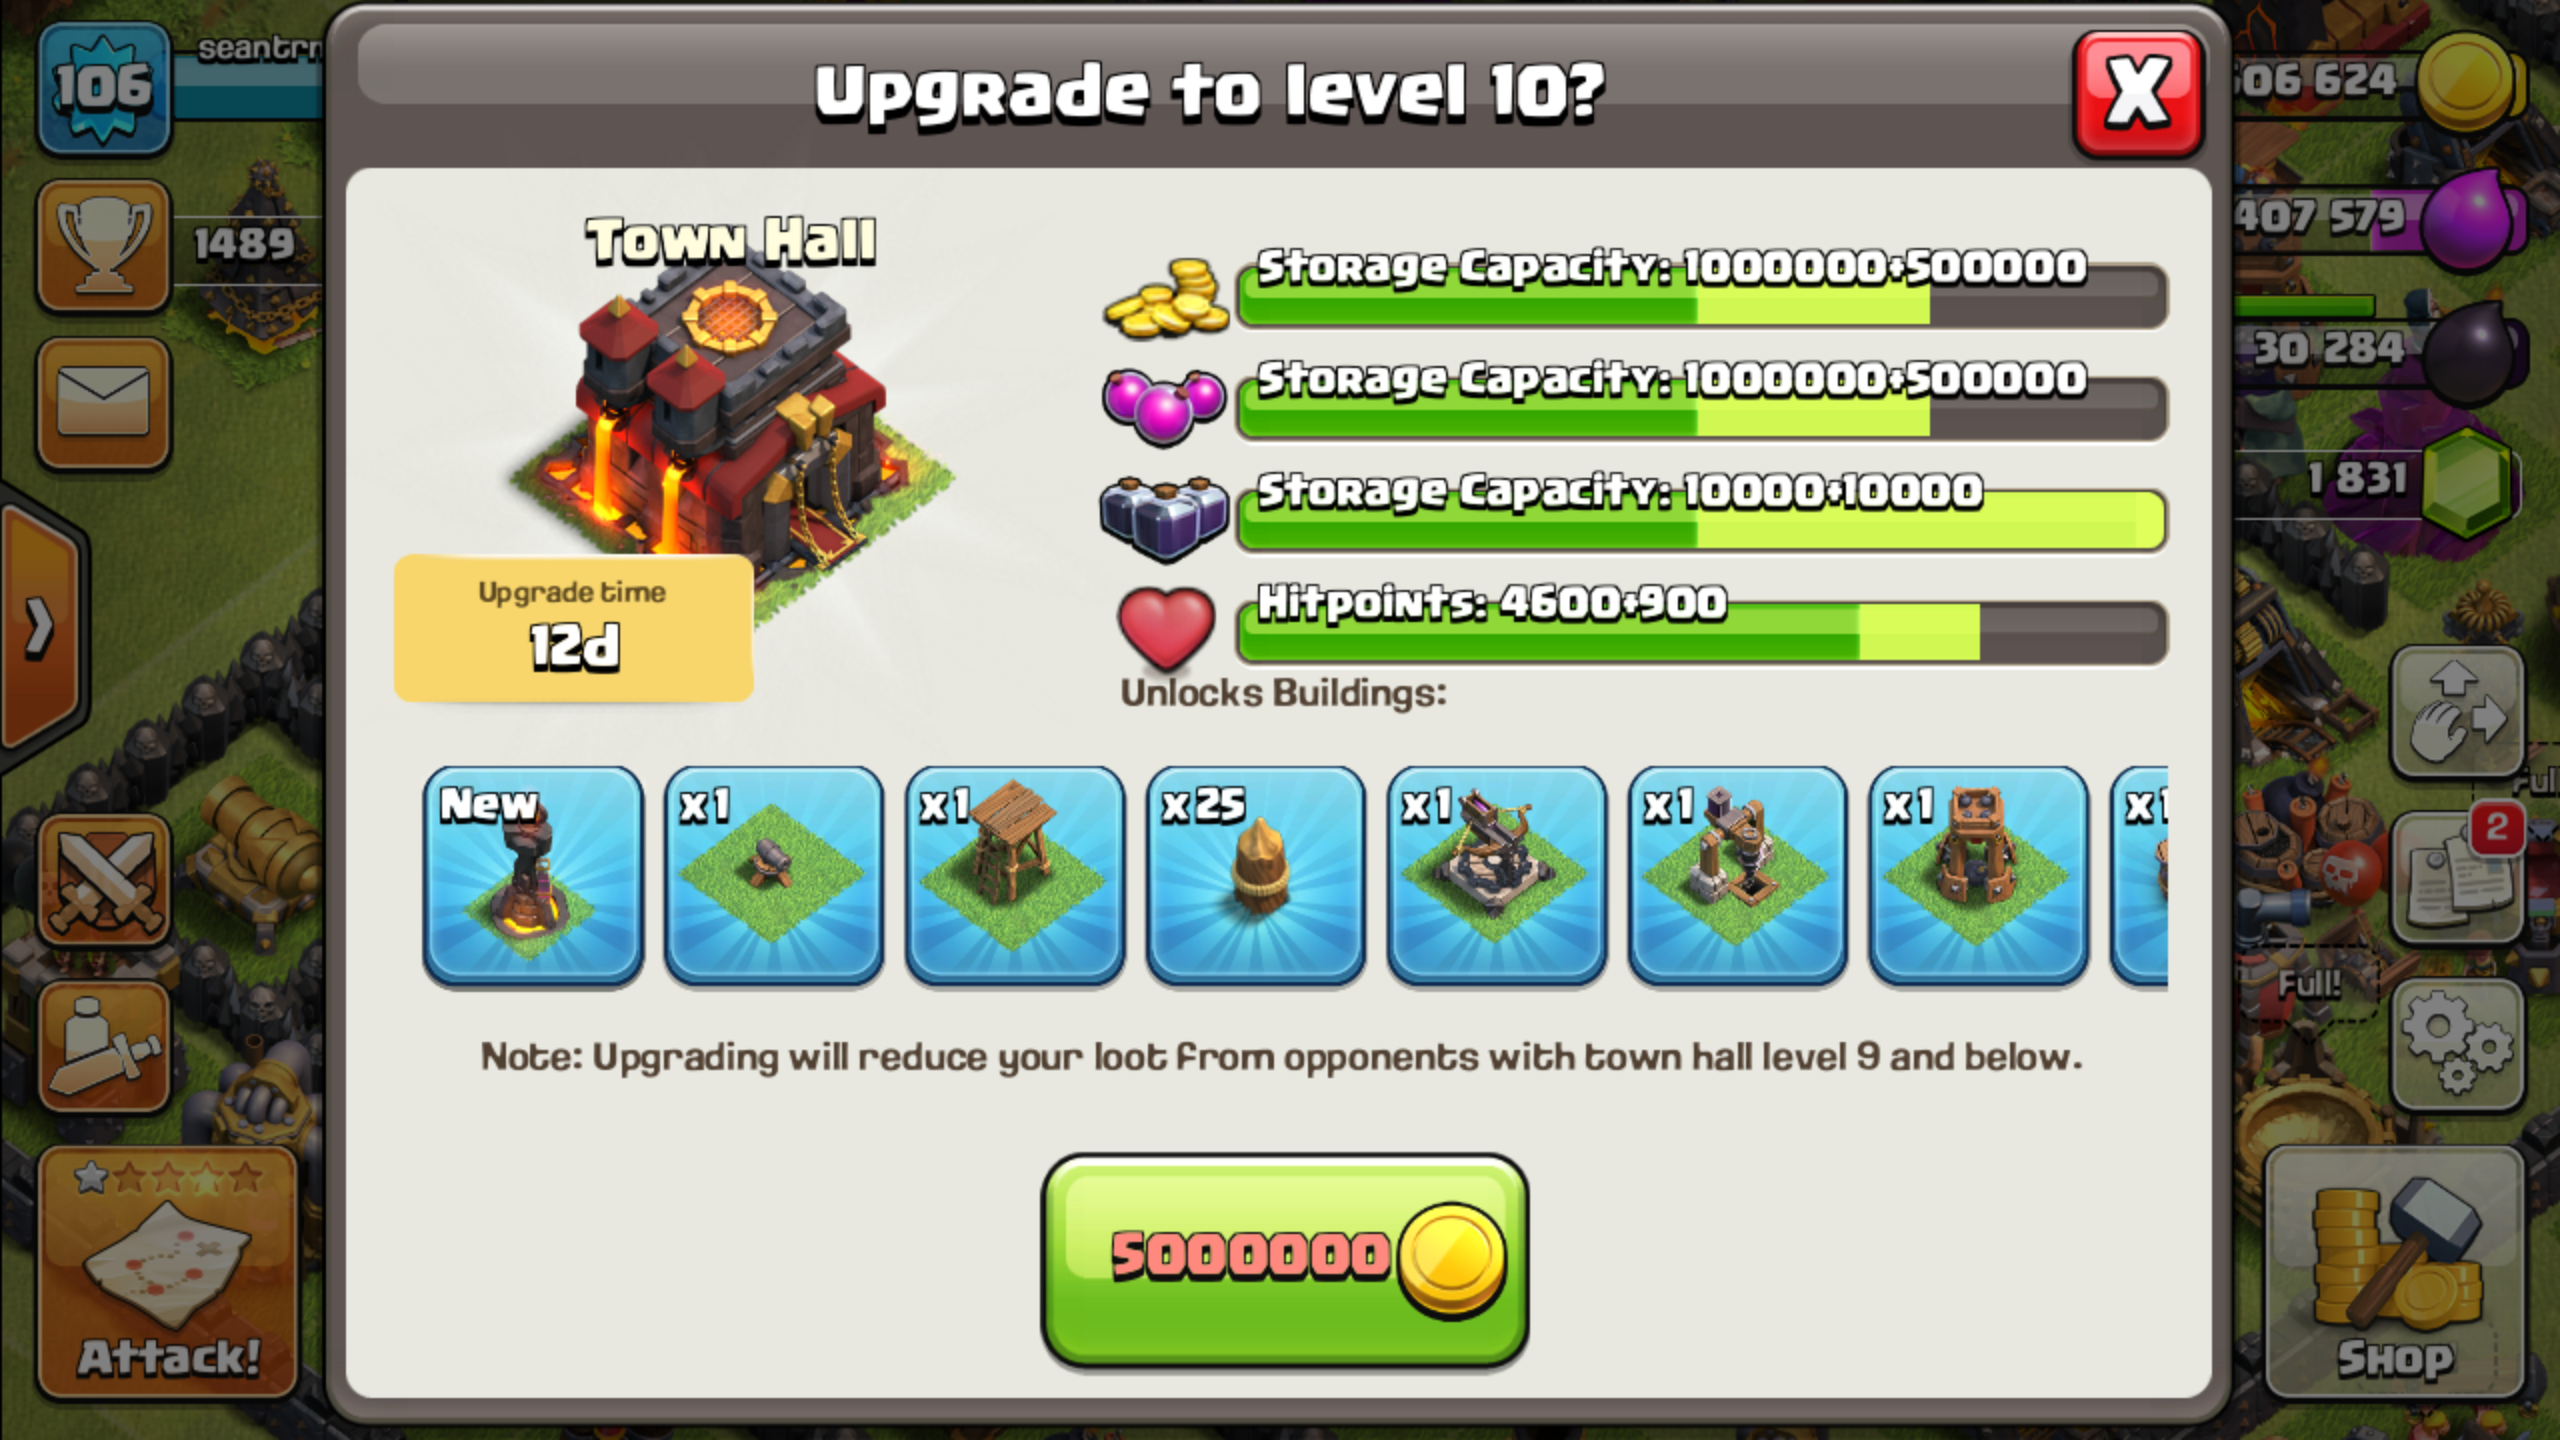 Upgrade to level 10?
X
106
1489
06 624
407 579
30 284
1 831
Town Hall
Upgrade time
12d
Storage Capacity: 1000000+500000
Storage Capacity: 1000000+500000
Storage Capacity: 10000+10000
Hitpoints: 4600+900
Unlocks Buildings:
New
x1
x1
x25
x1
x1
x1
x1
Note: Upgrading will reduce your loot from opponents with town hall level 9 and below.
5000000
Attack!
2
Full!
Shop